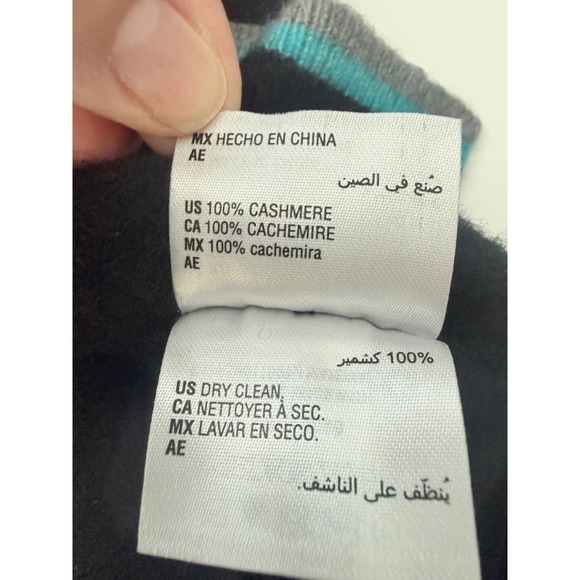 MX HECHO EN CHINA
AE
صُنع في الصين
US 100% CASHMERE
CA 100% CACHEMIRE
MX 100% cachemira
AE
100% كشمير
US DRY CLEAN.
CA NETTOYER À SEC.
MX LAVAR EN SECO.
AE
يُنظّف على الناشف.